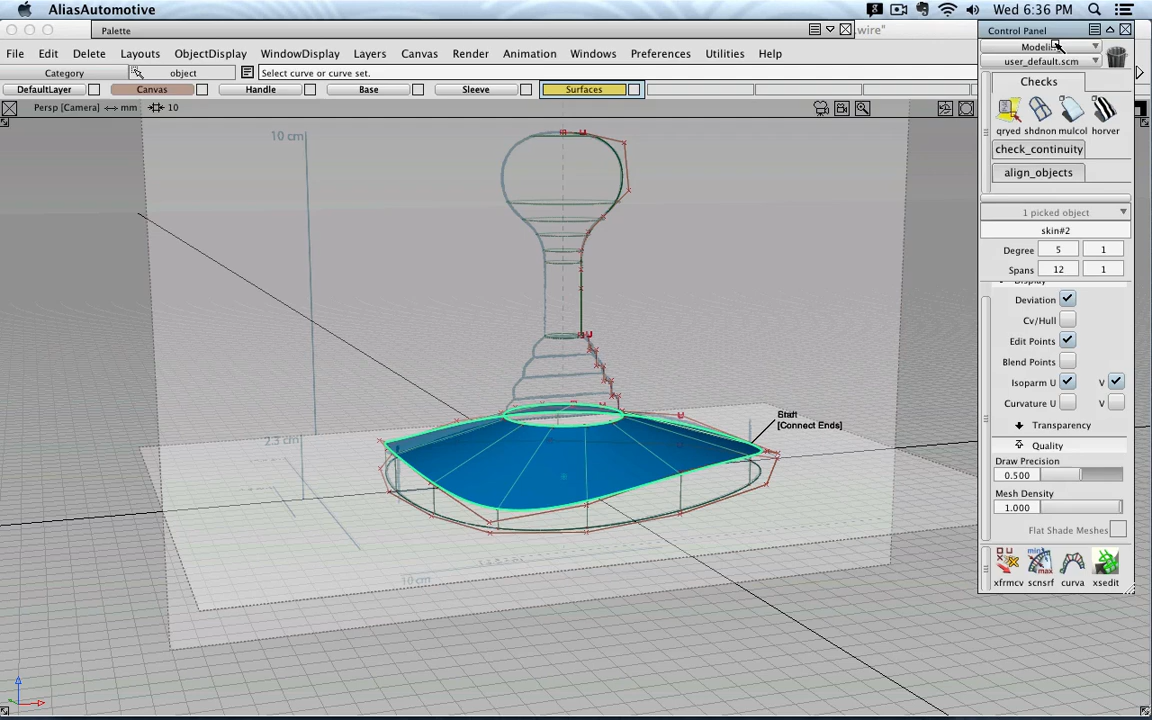 AliasAutomotive
Wed 6:36 PM
Palette
.wire"
Control Panel
File Edit Delete Layouts ObjectDisplay WindowDisplay Layers Canvas Render Animation Windows Preferences Utilities Help
Category object Select curve or curve set.
DefaultLayer Canvas Handle Base Sleeve Surfaces
Persp [Camera] mm 10
user_default.scm
Checks
qryed shdnon mulcol horver
check_continuity
align_objects
1 picked object
skin#2
Degree 5 1
Spans 12 1
Display
Deviation
Cv/Hull
Edit Points
Blend Points
Isoparm U V
Curvature U V
Transparency
Quality
Draw Precision
0.500
Mesh Density
1.000
Flat Shade Meshes
xfrmcv scnsrf curva xsedit
10 cm
2.3 cm
Start
[Connect Ends]
10 cm